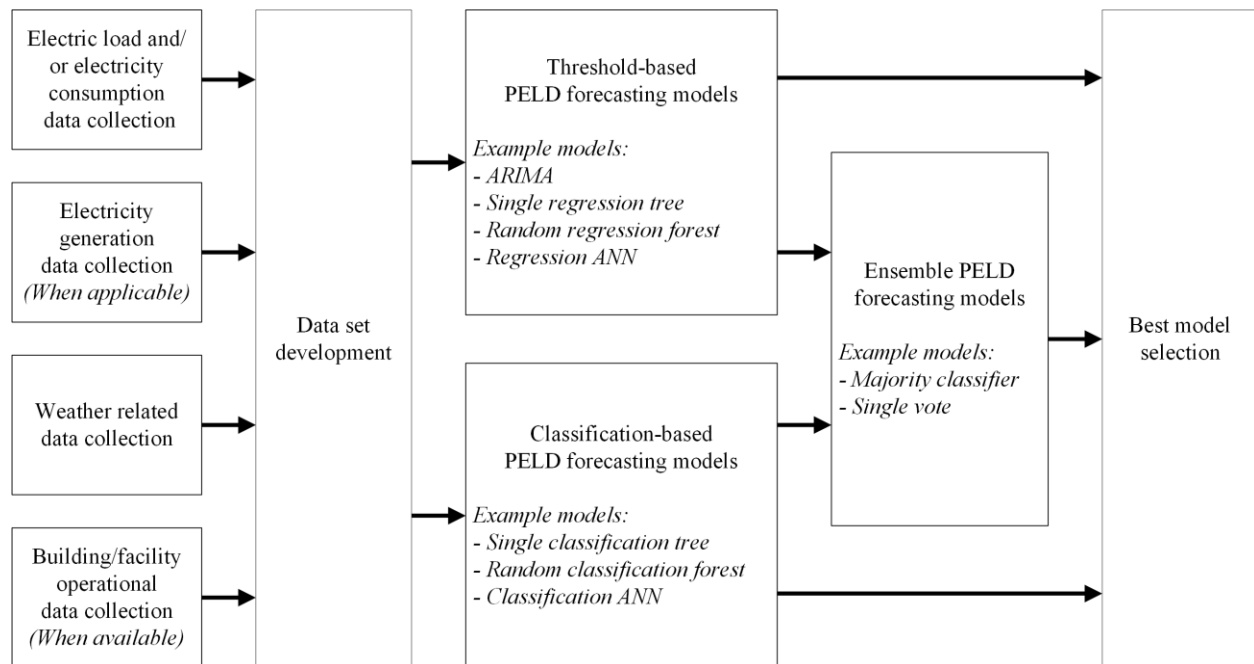 Electric load and/
or electricity
consumption
data collection
Electricity
generation
data collection
(When applicable)
Weather related
data collection
Building/facility
operational
data collection
(When available)
Data set
development
Threshold-based
PELD forecasting models
Example models:
- ARIMA
- Single regression tree
- Random regression forest
- Regression ANN
Classification-based
PELD forecasting models
Example models:
- Single classification tree
- Random classification forest
- Classification ANN
Ensemble PELD
forecasting models
Example models:
- Majority classifier
- Single vote
Best model
selection